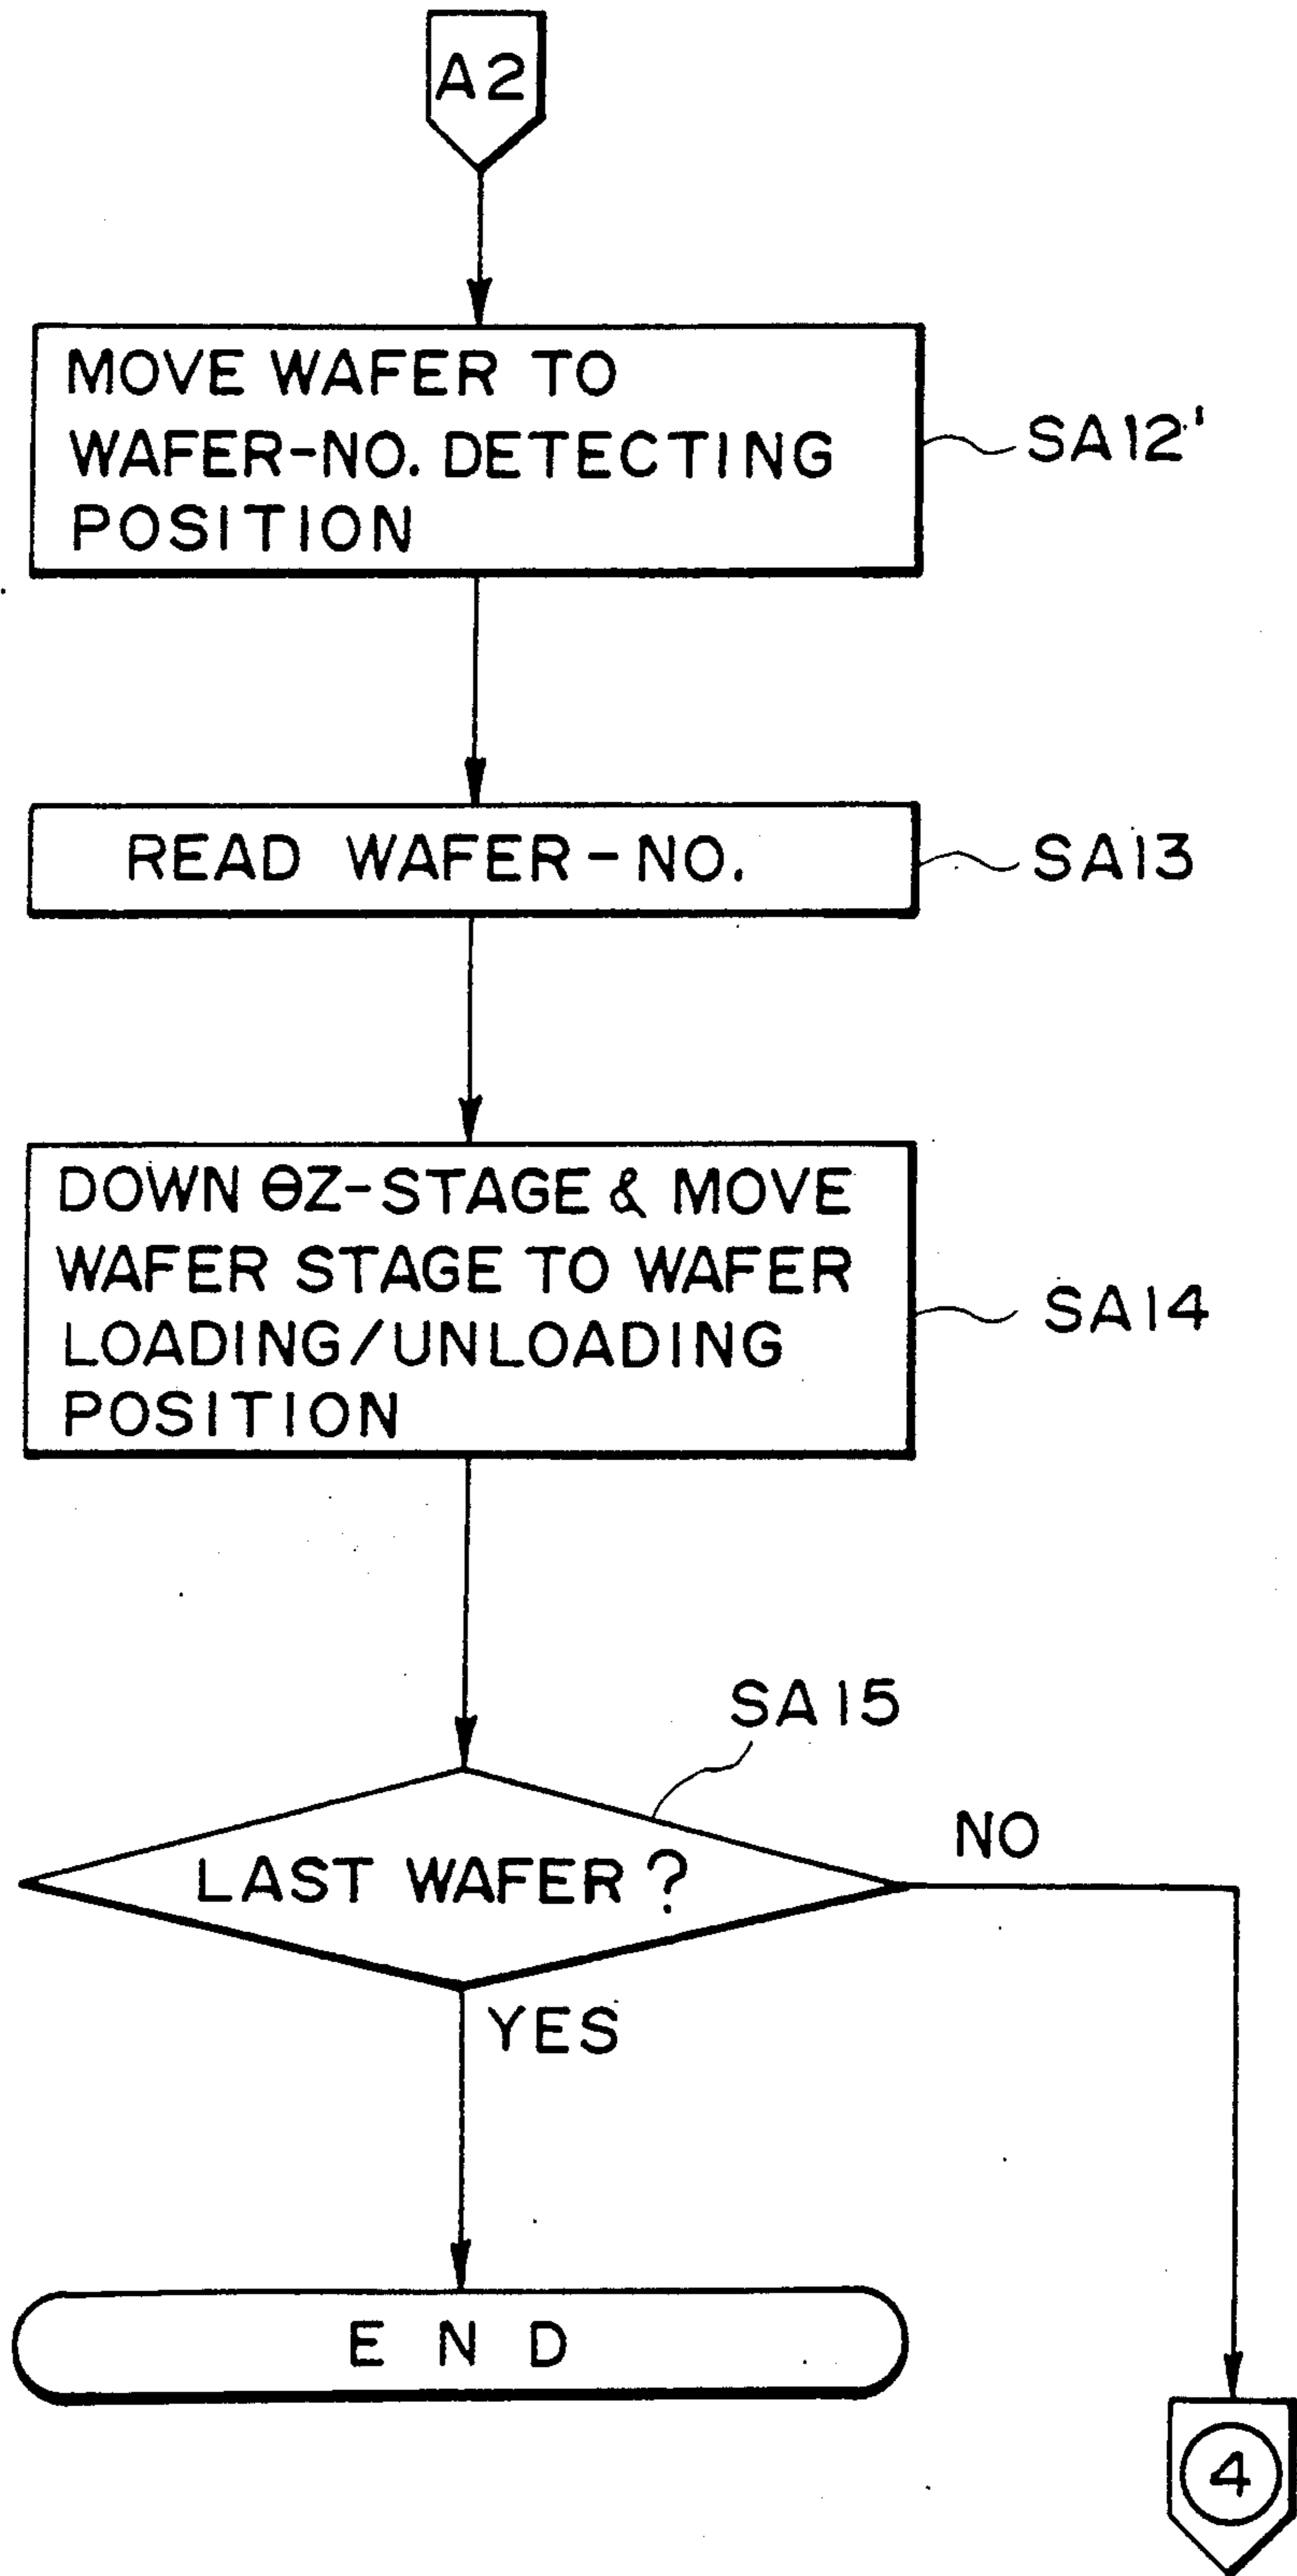 A2
MOVE WAFER TO
WAFER-NO. DETECTING
POSITION
SA12'
READ WAFER-NO.
SA13
DOWN θZ-STAGE & MOVE
WAFER STAGE TO WAFER
LOADING/UNLOADING
POSITION
SA14
SA15
LAST WAFER?
NO
YES
END
4